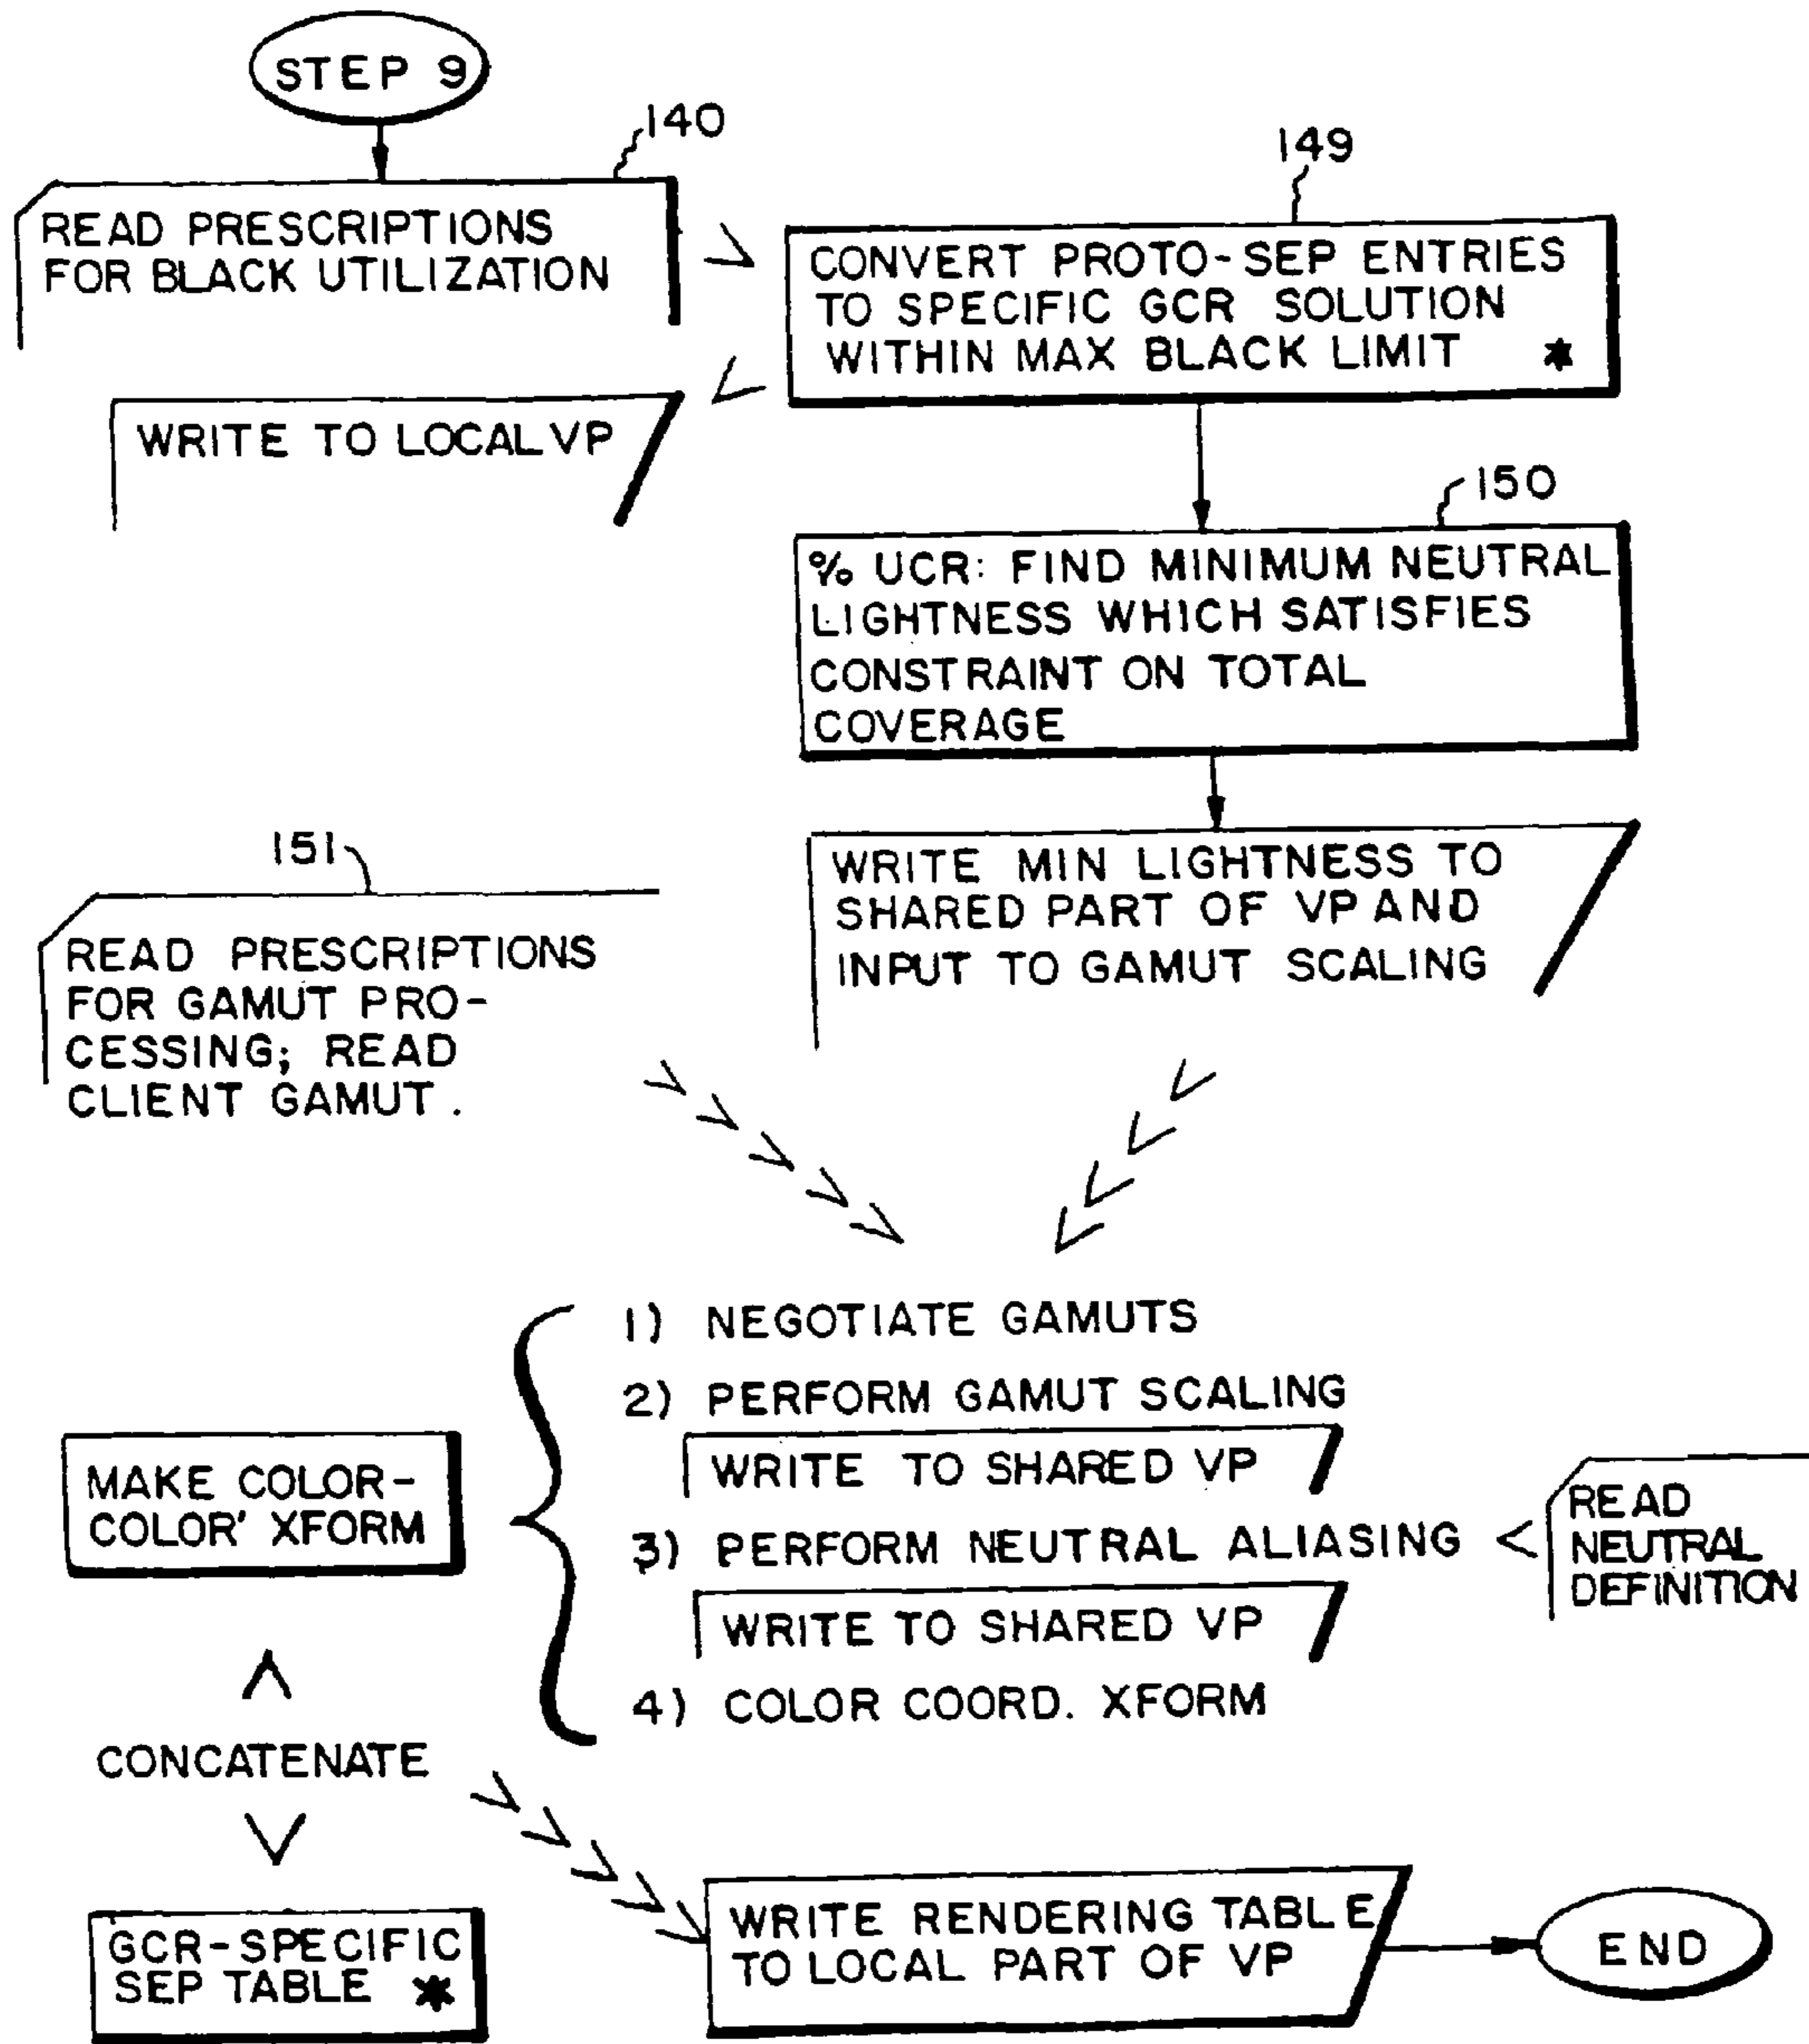 STEP 9
140
READ PRESCRIPTIONS
FOR BLACK UTILIZATION
149
CONVERT PROTO-SEP ENTRIES
TO SPECIFIC GCR SOLUTION
WITHIN MAX BLACK LIMIT *
WRITE TO LOCAL VP
150
% UCR: FIND MINIMUM NEUTRAL
LIGHTNESS WHICH SATISFIES
CONSTRAINT ON TOTAL
COVERAGE
WRITE MIN LIGHTNESS TO
SHARED PART OF VP AND
INPUT TO GAMUT SCALING
151
READ PRESCRIPTIONS
FOR GAMUT PRO-
CESSING; READ
CLIENT GAMUT.
1) NEGOTIATE GAMUTS
2) PERFORM GAMUT SCALING
WRITE TO SHARED VP
3) PERFORM NEUTRAL ALIASING
READ
NEUTRAL
DEFINITION
WRITE TO SHARED VP
4) COLOR COORD. XFORM
MAKE COLOR-
COLOR' XFORM
CONCATENATE
GCR-SPECIFIC
SEP TABLE *
WRITE RENDERING TABLE
TO LOCAL PART OF VP
END